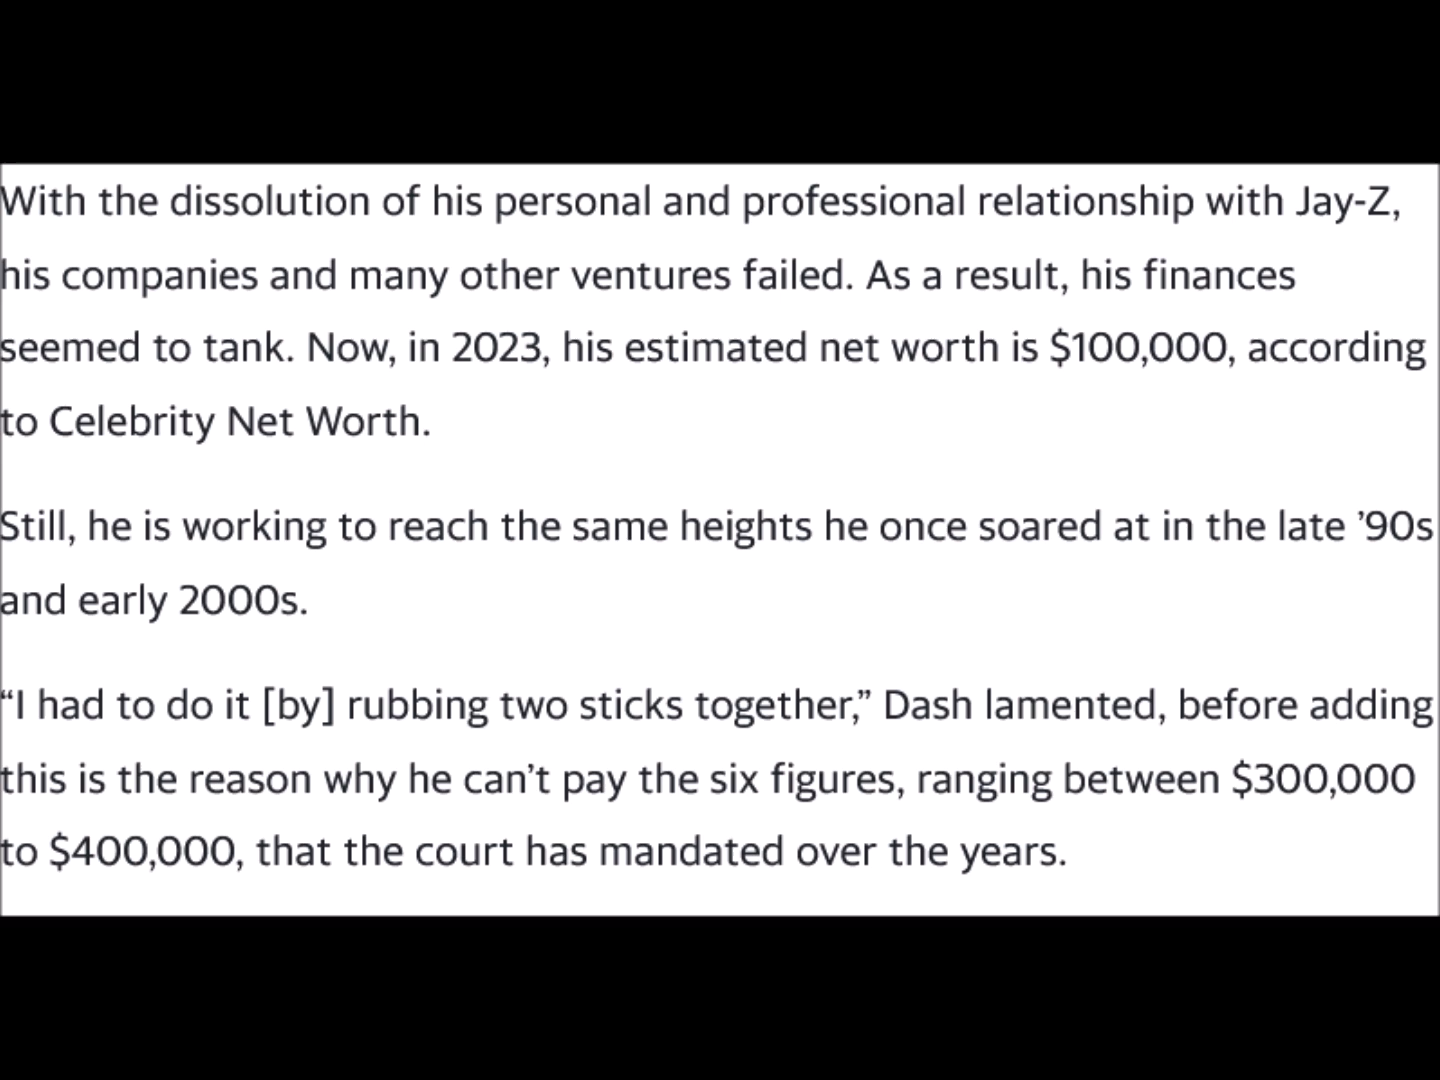 With the dissolution of his personal and professional relationship with Jay-Z,
his companies and many other ventures failed. As a result, his finances
seemed to tank. Now, in 2023, his estimated net worth is $100,000, according
to Celebrity Net Worth.
Still, he is working to reach the same heights he once soared at in the late ’90s
and early 2000s.
“I had to do it [by] rubbing two sticks together,” Dash lamented, before adding
this is the reason why he can’t pay the six figures, ranging between $300,000
to $400,000, that the court has mandated over the years.